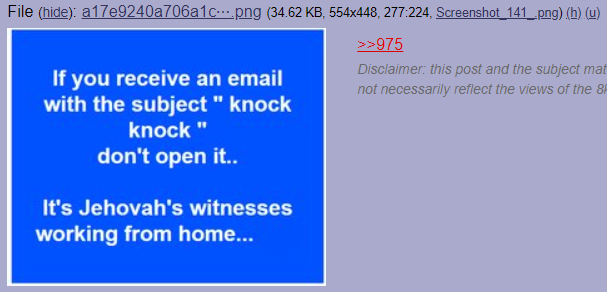 File (hide): a17e9240a706a1c⋯.png (34.62 KB, 554x448, 277:224, Screenshot_141_.png) (h) (u)
If you receive an email
with the subject " knock
knock "
don't open it..
It's Jehovah's witnesses
working from home...
>>975
Disclaimer: this post and the subject mat
not necessarily reflect the views of the 8